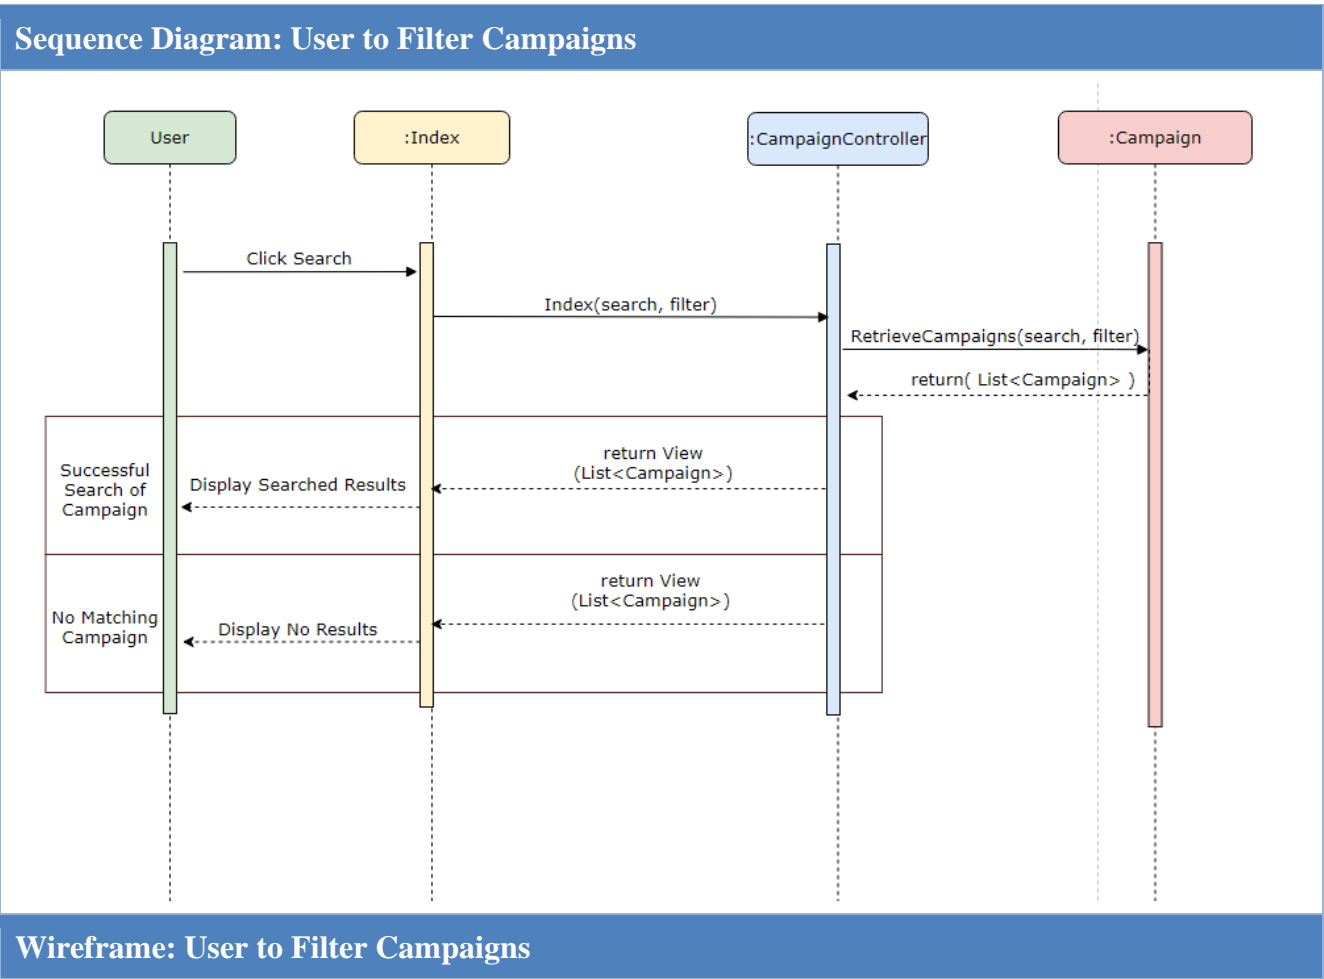 Sequence Diagram: User to Filter Campaigns
User
:Index
:CampaignController
:Campaign
Click Search
Index(search, filter)
RetrieveCampaigns(search, filter)
return( List<Campaign> )
Successful
Search of
Campaign
return View
(List<Campaign>)
Display Searched Results
No Matching
Campaign
return View
(List<Campaign>)
Display No Results
Wireframe: User to Filter Campaigns